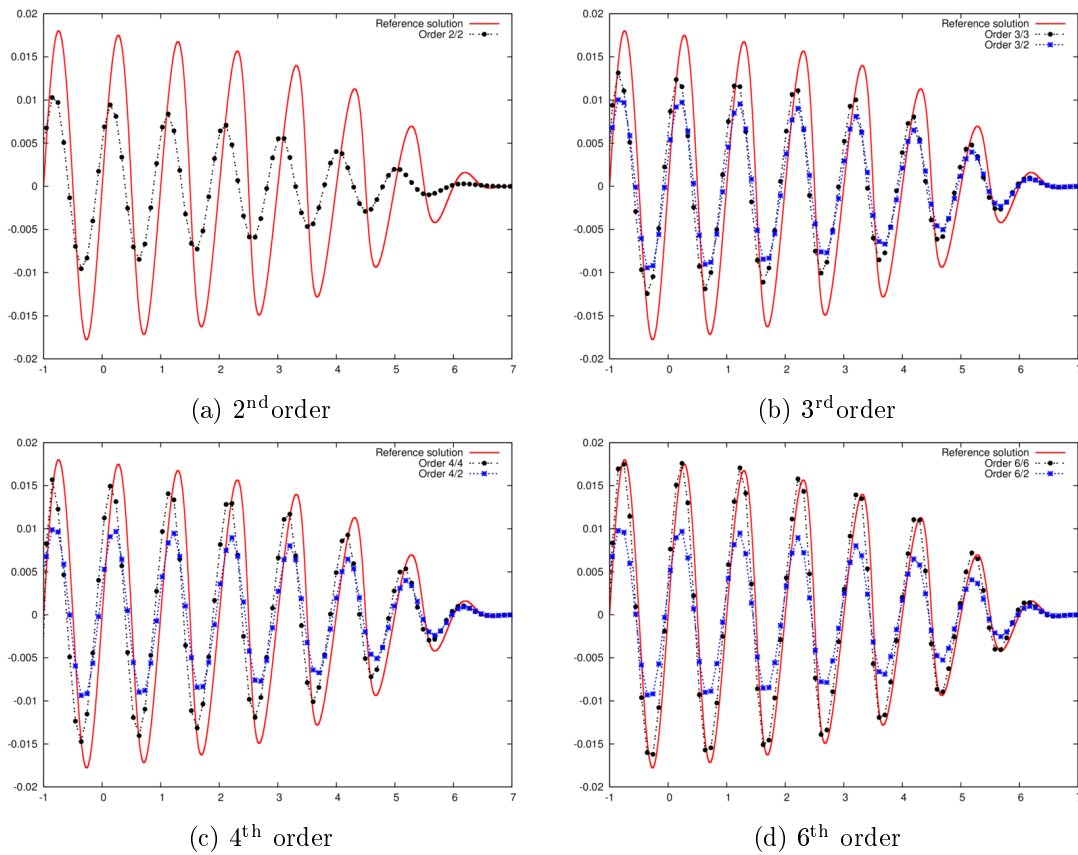 Reference solution
Order 2/2
0.02
0.015
0.01
0.005
0
-0.005
-0.01
-0.015
-0.02
-1 0 1 2 3 4 5 6 7
(a) 2nd order
Reference solution
Order 3/3
Order 3/2
0.02
0.015
0.01
0.005
0
-0.005
-0.01
-0.015
-0.02
-1 0 1 2 3 4 5 6 7
(b) 3rd order
Reference solution
Order 4/4
Order 4/2
0.02
0.015
0.01
0.005
0
-0.005
-0.01
-0.015
-0.02
-1 0 1 2 3 4 5 6 7
(c) 4th order
Reference solution
Order 6/6
Order 6/2
0.02
0.015
0.01
0.005
0
-0.005
-0.01
-0.015
-0.02
-1 0 1 2 3 4 5 6 7
(d) 6th order